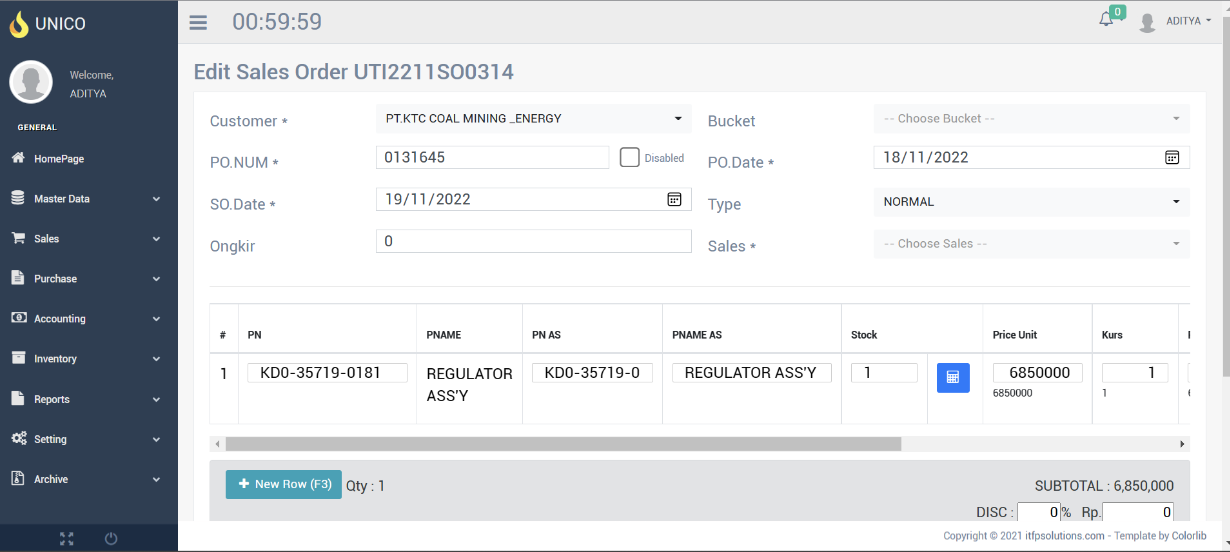 UNICO
00:59:59
0
ADITYA
Welcome,
ADITYA
GENERAL
HomePage
Master Data
Sales
Purchase
Accounting
Inventory
Reports
Setting
Archive
Edit Sales Order UTI2211SO0314
Customer * PT.KTC COAL MINING _ENERGY Bucket -- Choose Bucket --
PO.NUM * 0131645 Disabled PO.Date * 18/11/2022
SO.Date * 19/11/2022 Type NORMAL
Ongkir 0 Sales * -- Choose Sales --
# PN PNAME PN AS PNAME AS Stock Price Unit Kurs
1 KD0-35719-0181 REGULATOR KD0-35719-0 REGULATOR ASS'Y 1 6850000 1
ASS'Y 6850000 1
New Row (F3) Qty : 1 SUBTOTAL : 6,850,000
DISC : 0 % Rp. 0
Copyright © 2021 itfpsolutions.com - Template by Colorlib